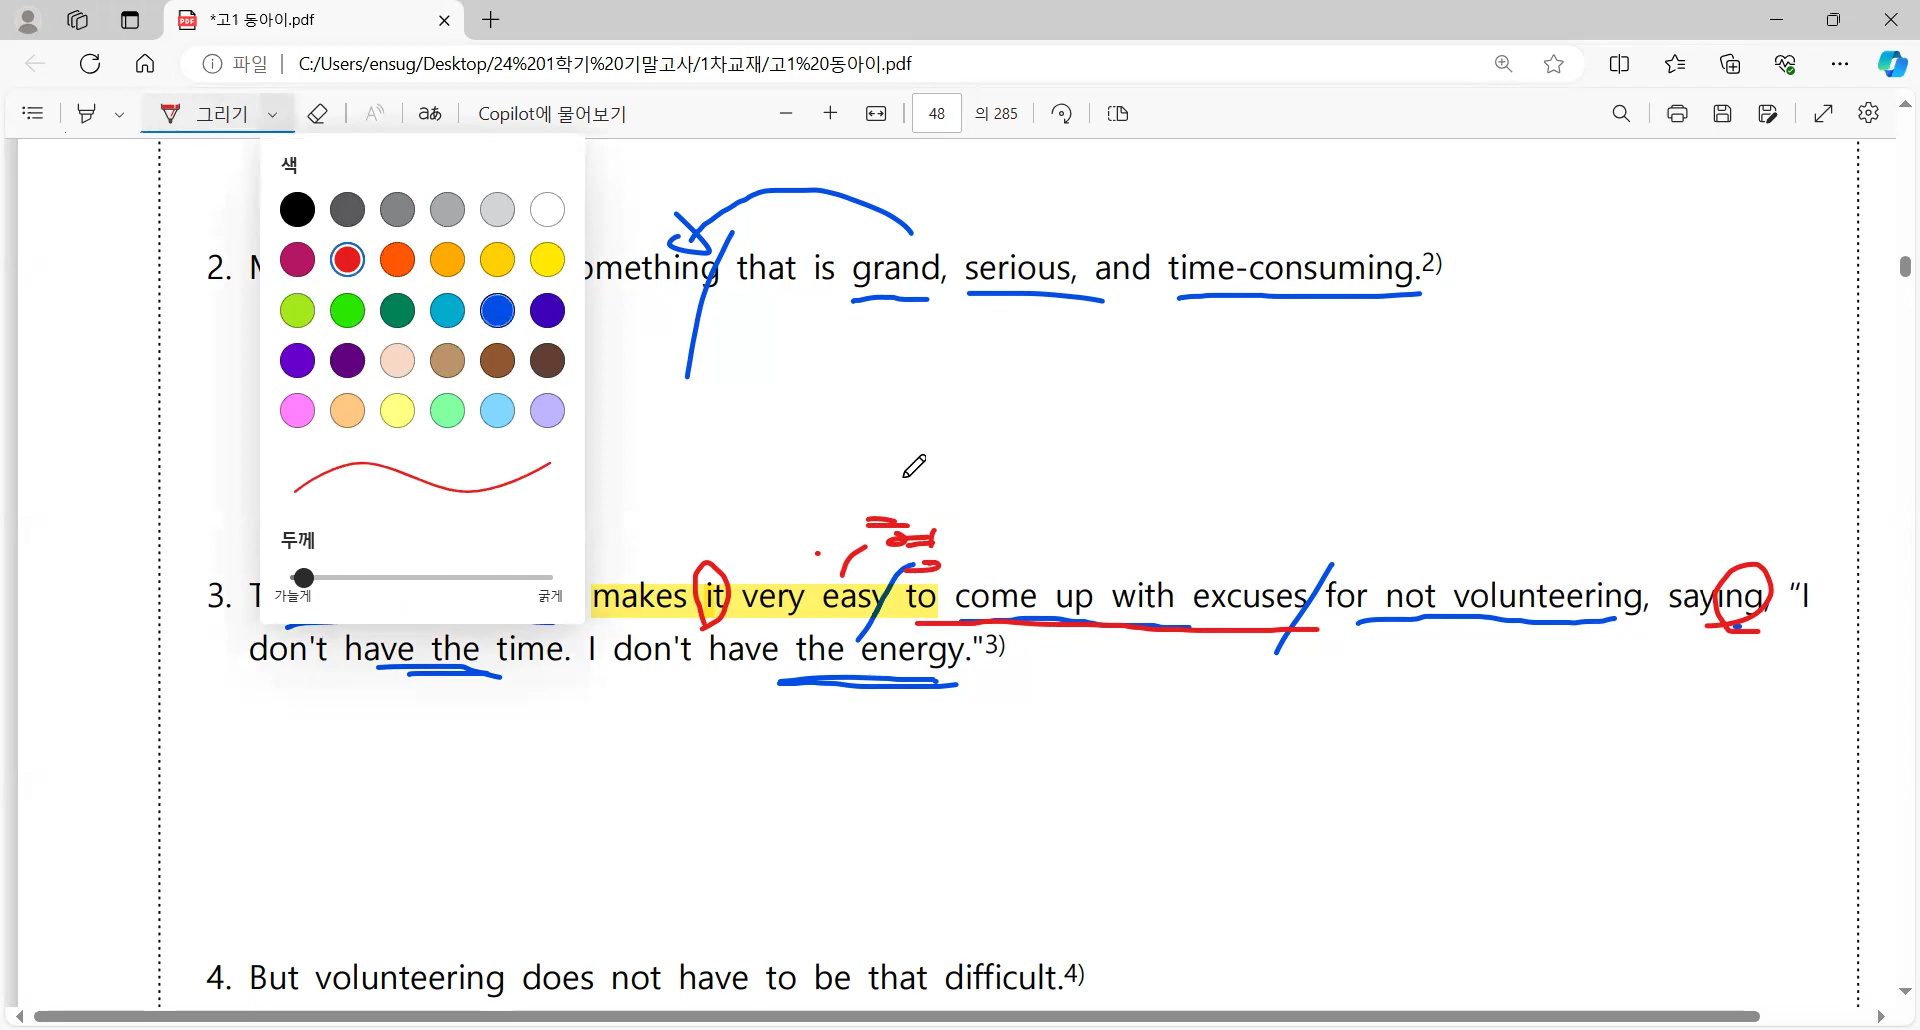 *고1 동아이.pdf
파일
C:/Users/ensug/Desktop/24%201학기%20기말고사/1차교재/고1%20동아이.pdf
그리기
Copilot에 물어보기
48
의 285
색
두께
가늘게
굵게
2. M
omething that is grand, serious, and time-consuming.2)
3. T
makes it very easy to come up with excuses for not volunteering, saying, “I
don't have the time. I don't have the energy."3)
4. But volunteering does not have to be that difficult.4)